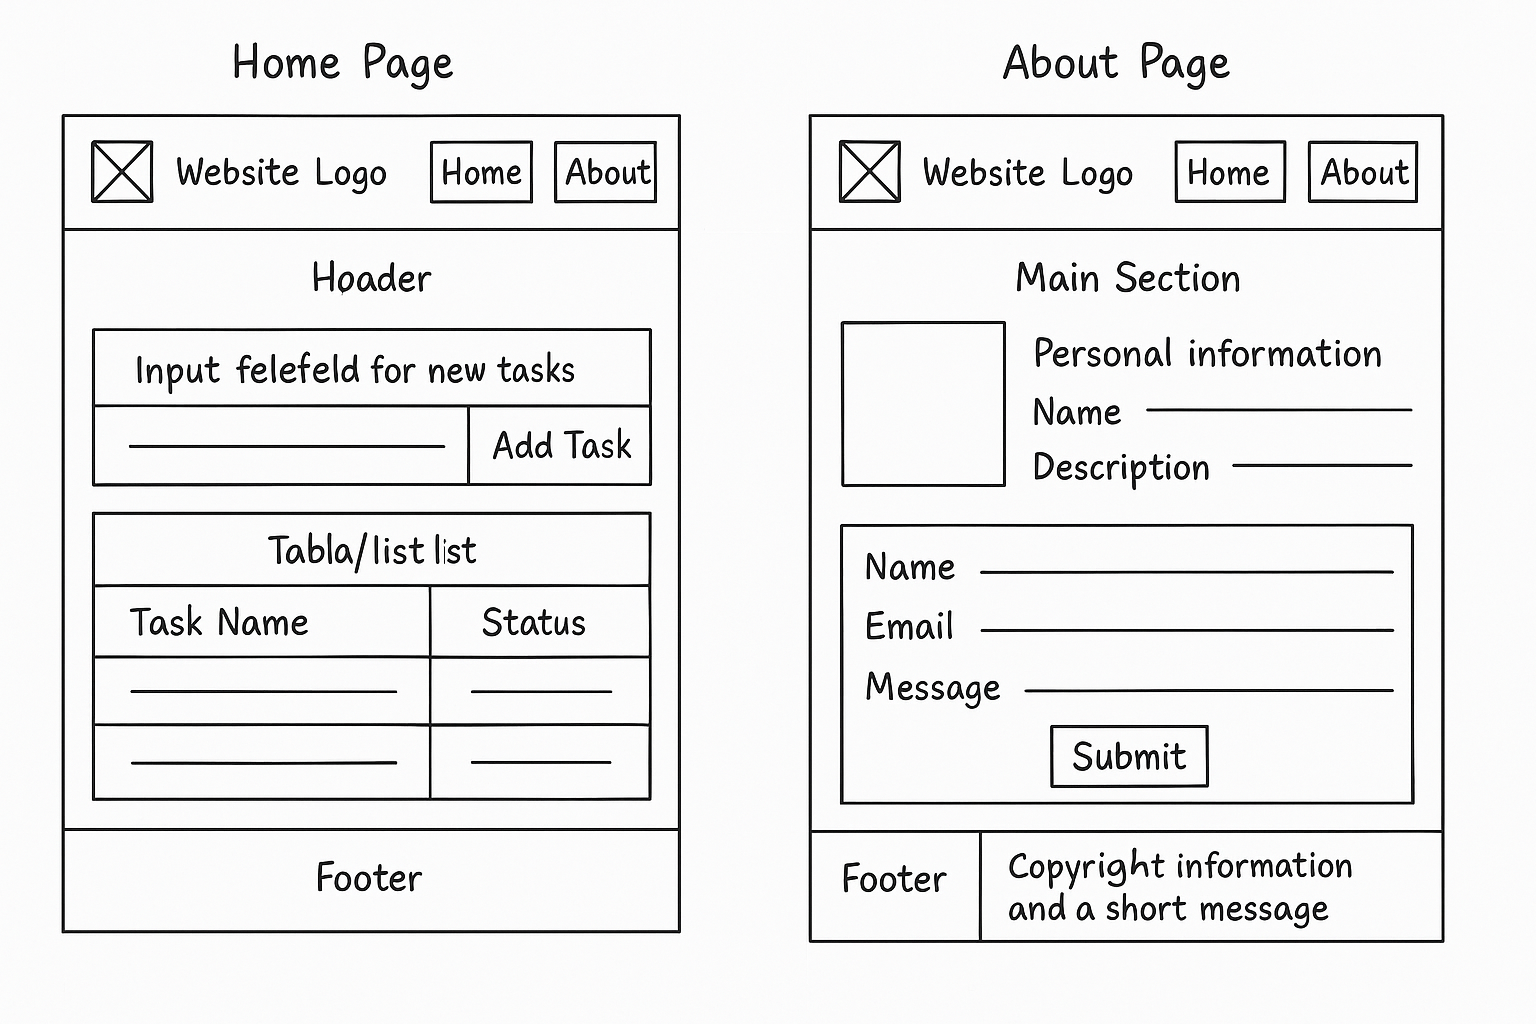 Home Page
Website Logo
Home
About
Hoader
Input felefeld for new tasks
Add Task
Tabla/list list
Task Name
Status
Footer
About Page
Website Logo
Home
About
Main Section
Personal information
Name
Description
Name
Email
Message
Submit
Footer
Copyright information
and a short message